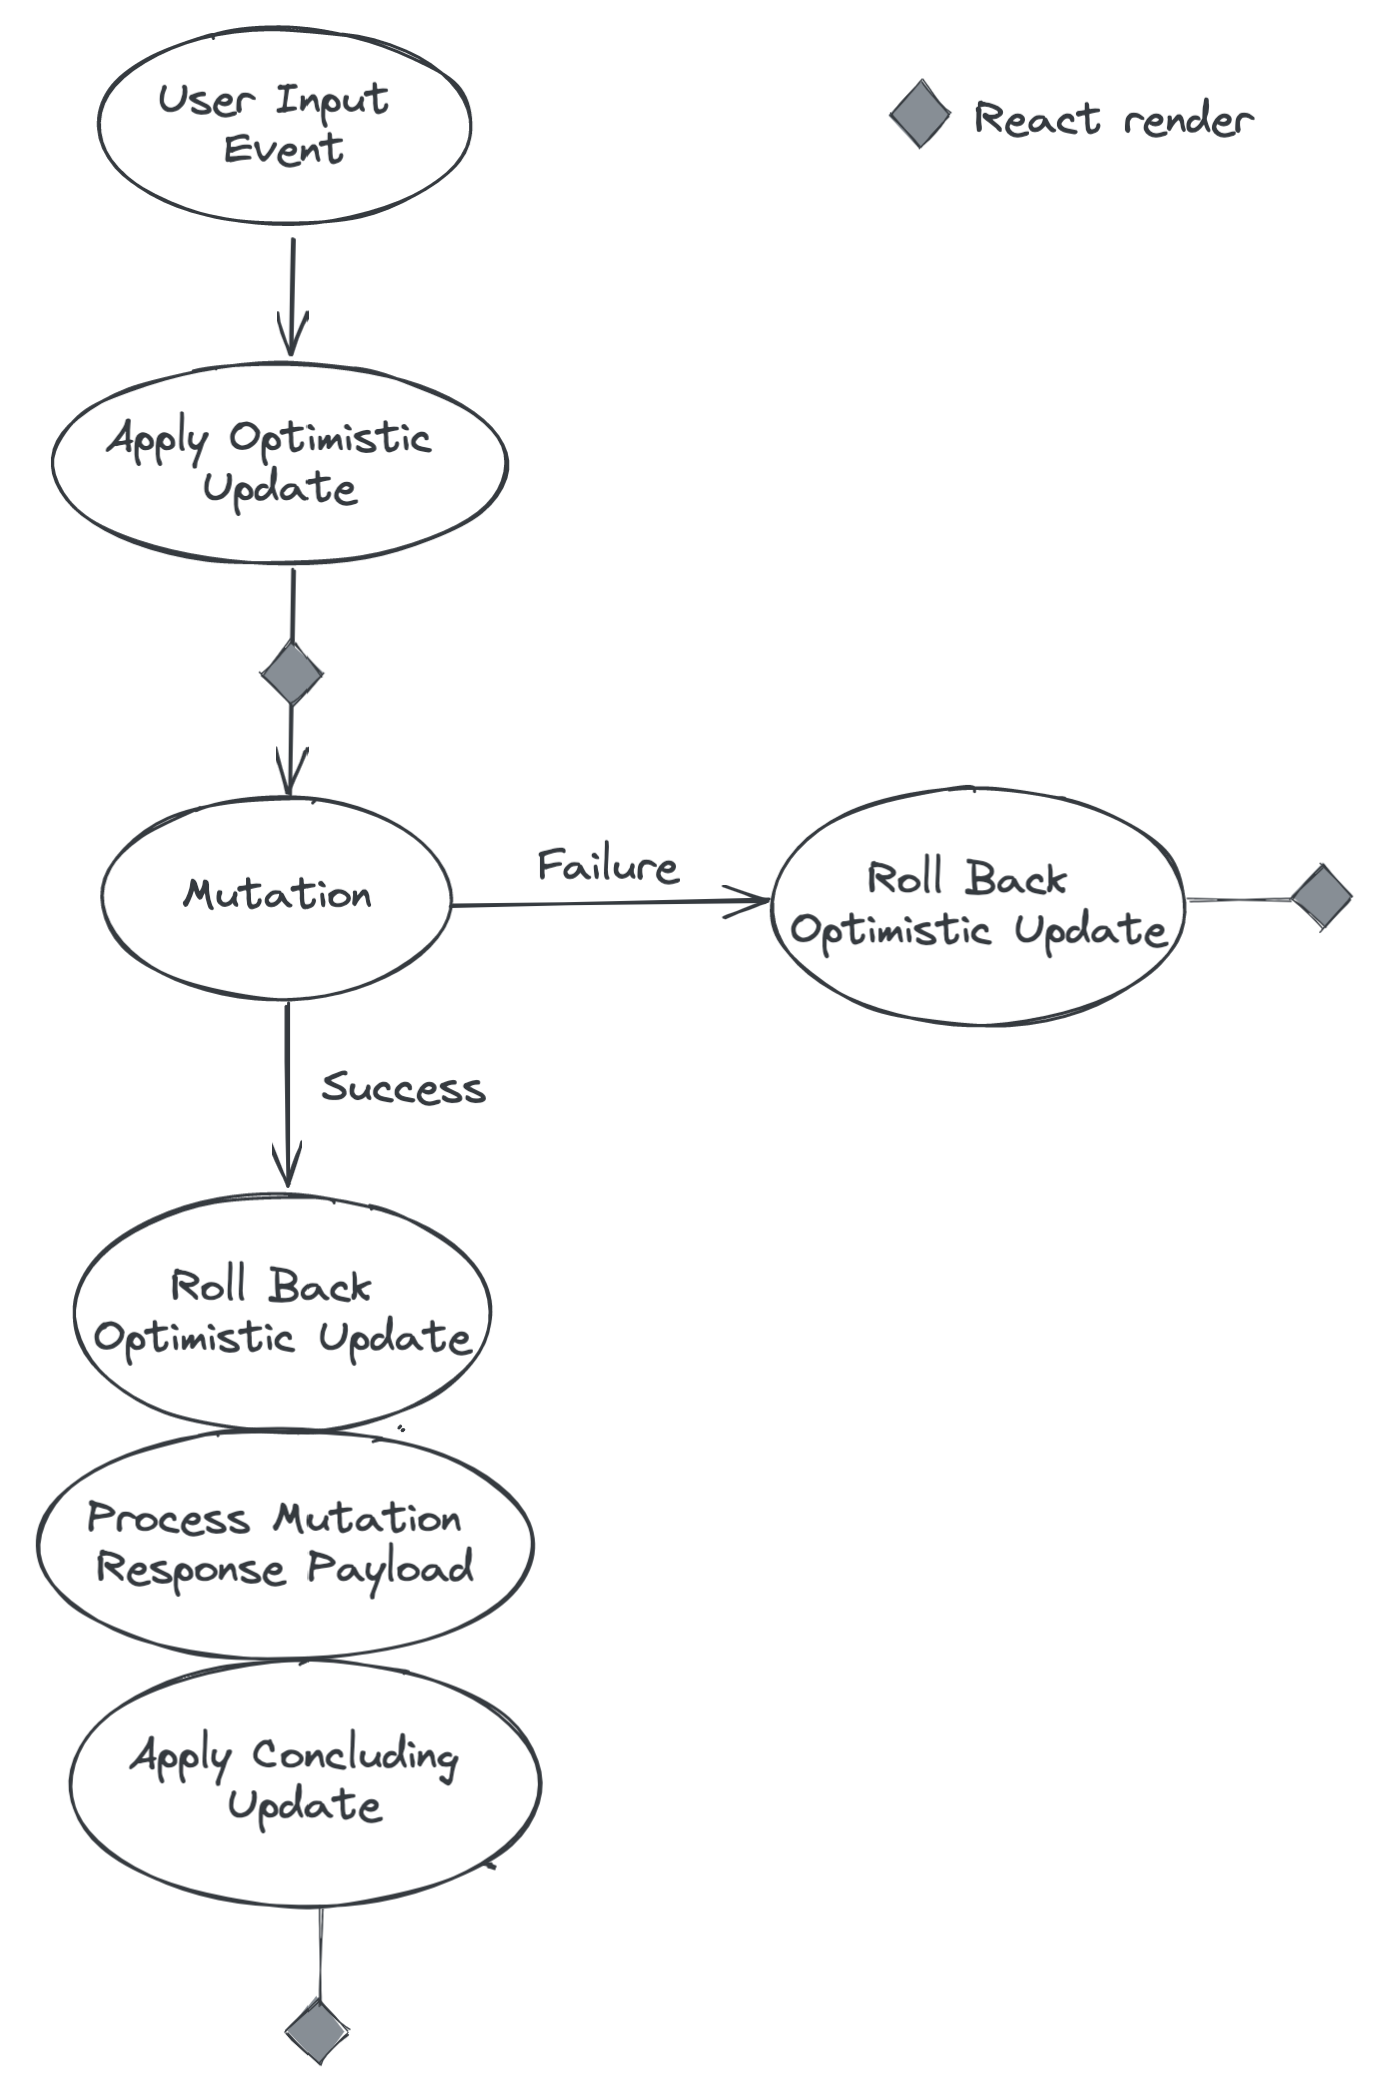 User Input
Event
React render
Apply Optimistic
Update
Mutation
Failure
Roll Back
Optimistic Update
Success
Roll Back
Optimistic Update
Process Mutation
Response Payload
Apply Concluding
Update